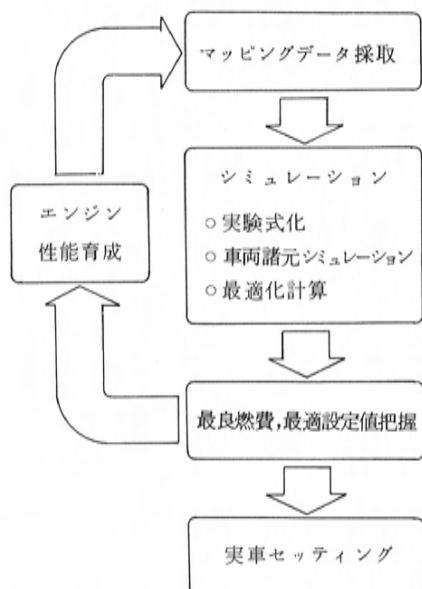 マッピングデータ採取
シミュレーション
○実験式化
○車両諸元シミュレーション
○最適化計算
エンジン
性能育成
最良燃費,最適設定値把握
実車セッティング